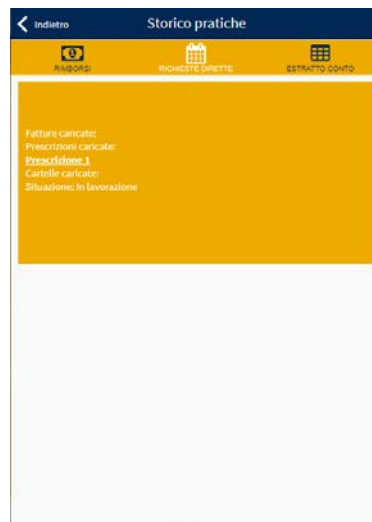 Indietro
Storico pratiche
RIMBORSI
RICHIESTE DIRETTE
ESTRATTO CONTO
Fatture caricate:
Prescrizioni caricate:
Prescrizione 1
Cartelle caricate:
Situazione: In lavorazione